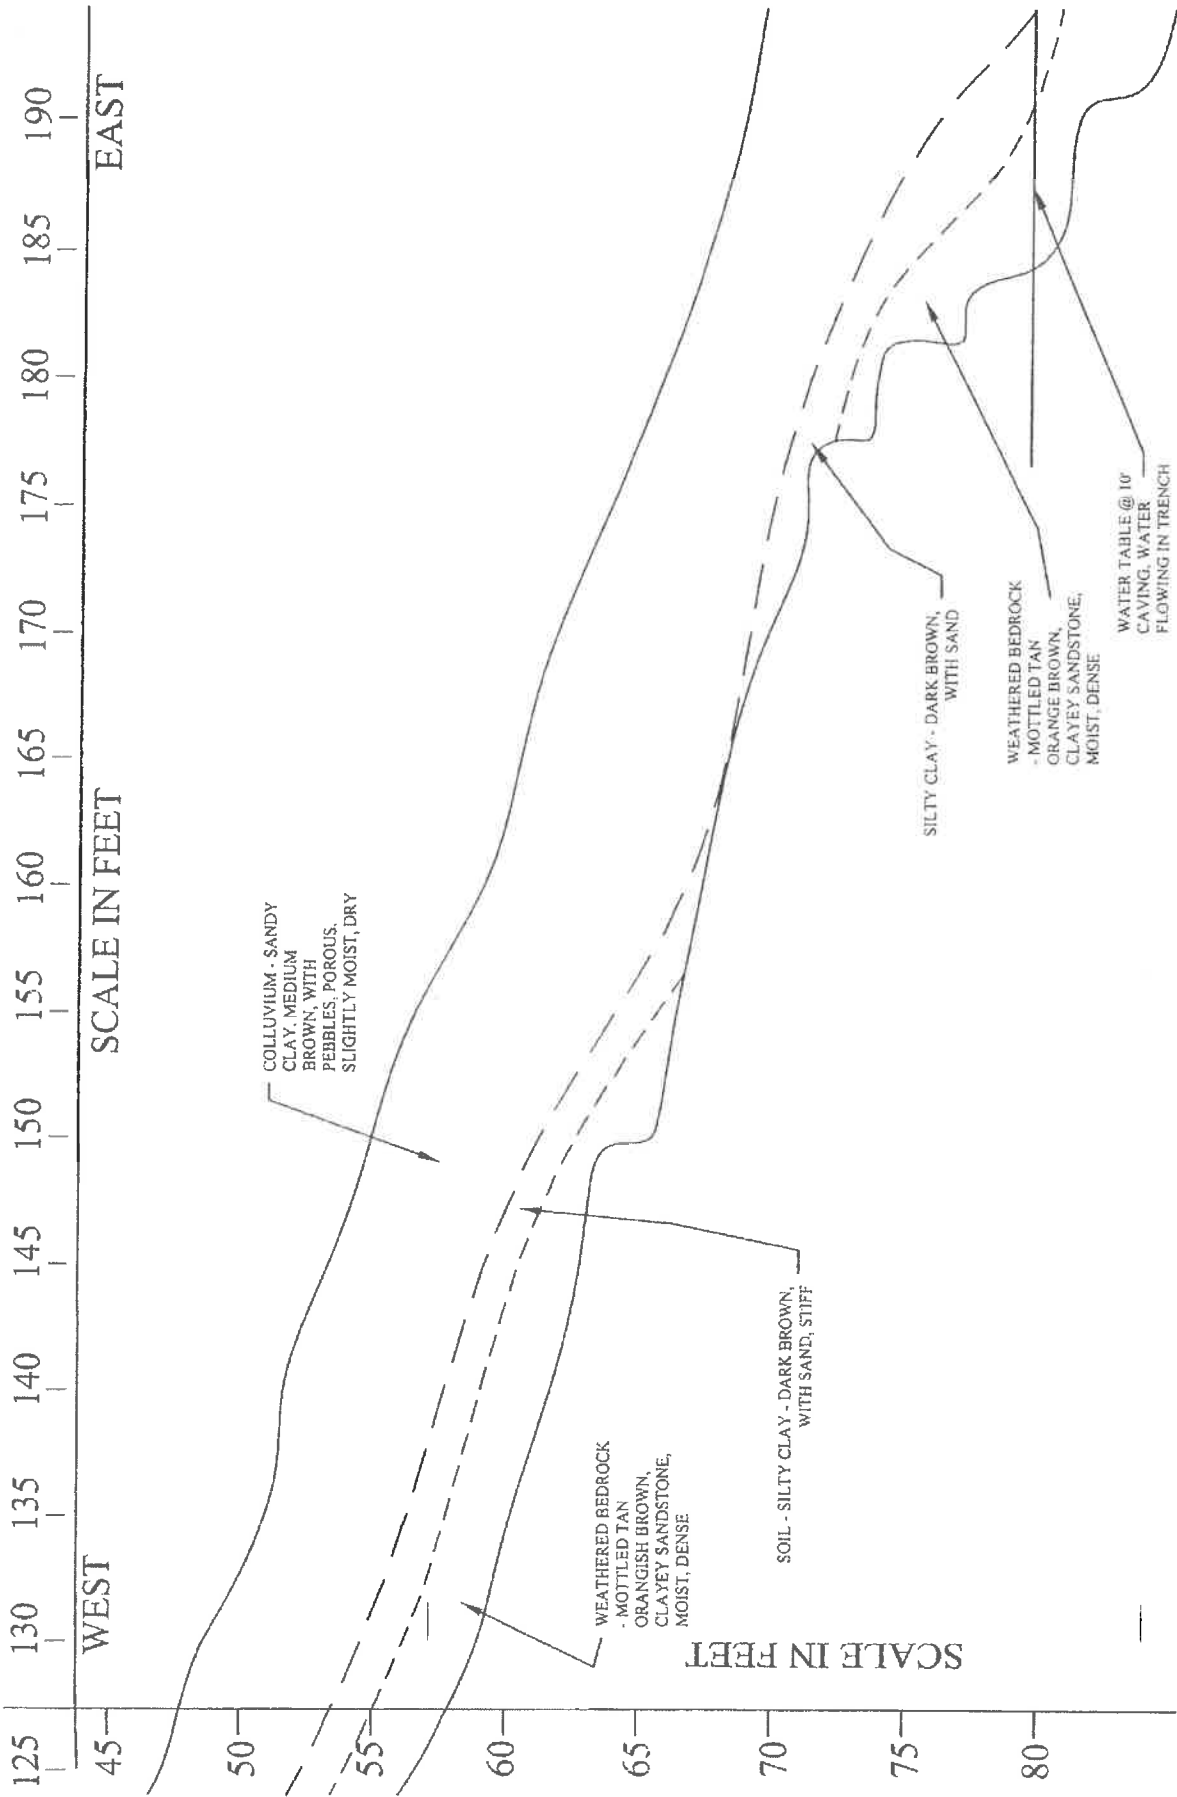 125 130 135 140 145 150 155 160 165 170 175 180 185 190
WEST
SCALE IN FEET
EAST
45
50
55
60
65
70
75
80
SCALE IN FEET
COLLUVIUM - SANDY
CLAY, MEDIUM
BROWN, WITH
PEBBLES, POROUS,
SLIGHTLY MOIST, DRY
WEATHERED BEDROCK
- MOTTLED TAN
ORANGISH BROWN,
CLAYEY SANDSTONE,
MOIST, DENSE
SOIL - SILTY CLAY - DARK BROWN,
WITH SAND, STIFF
SILTY CLAY - DARK BROWN,
WITH SAND
WEATHERED BEDROCK
- MOTTLED TAN
ORANGE BROWN,
CLAYEY SANDSTONE,
MOIST, DENSE
WATER TABLE @ 10'
CAVING, WATER
FLOWING IN TRENCH